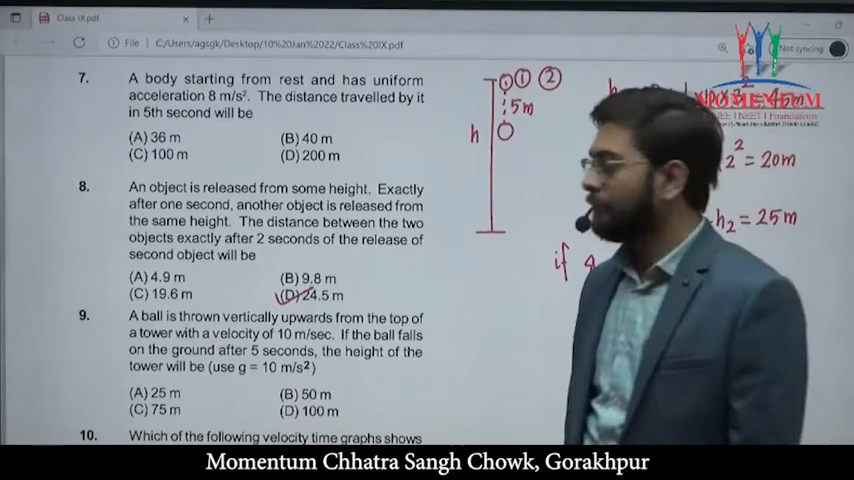 Class IX.pdf
File | C:/Users/agsgk/Desktop/10%20Jan%202022/Class%20IX.pdf
Not syncing
MOMENTUM
IIT-JEE | NEET | Foundations
7. A body starting from rest and has uniform
acceleration 8 m/s². The distance travelled by it
in 5th second will be
(A) 36 m (B) 40 m
(C) 100 m (D) 200 m
8. An object is released from some height. Exactly
after one second, another object is released from
the same height. The distance between the two
objects exactly after 2 seconds of the release of
second object will be
(A) 4.9 m (B) 9.8 m
(C) 19.6 m (D) 24.5 m
9. A ball is thrown vertically upwards from the top of
a tower with a velocity of 10 m/sec. If the ball falls
on the ground after 5 seconds, the height of the
tower will be (use g = 10 m/s²)
(A) 25 m (B) 50 m
(C) 75 m (D) 100 m
10. Which of the following velocity time graphs shows
① ②
5m
h
= 45m
2² = 20m
h₂ = 25m
if
Momentum Chhatra Sangh Chowk, Gorakhpur